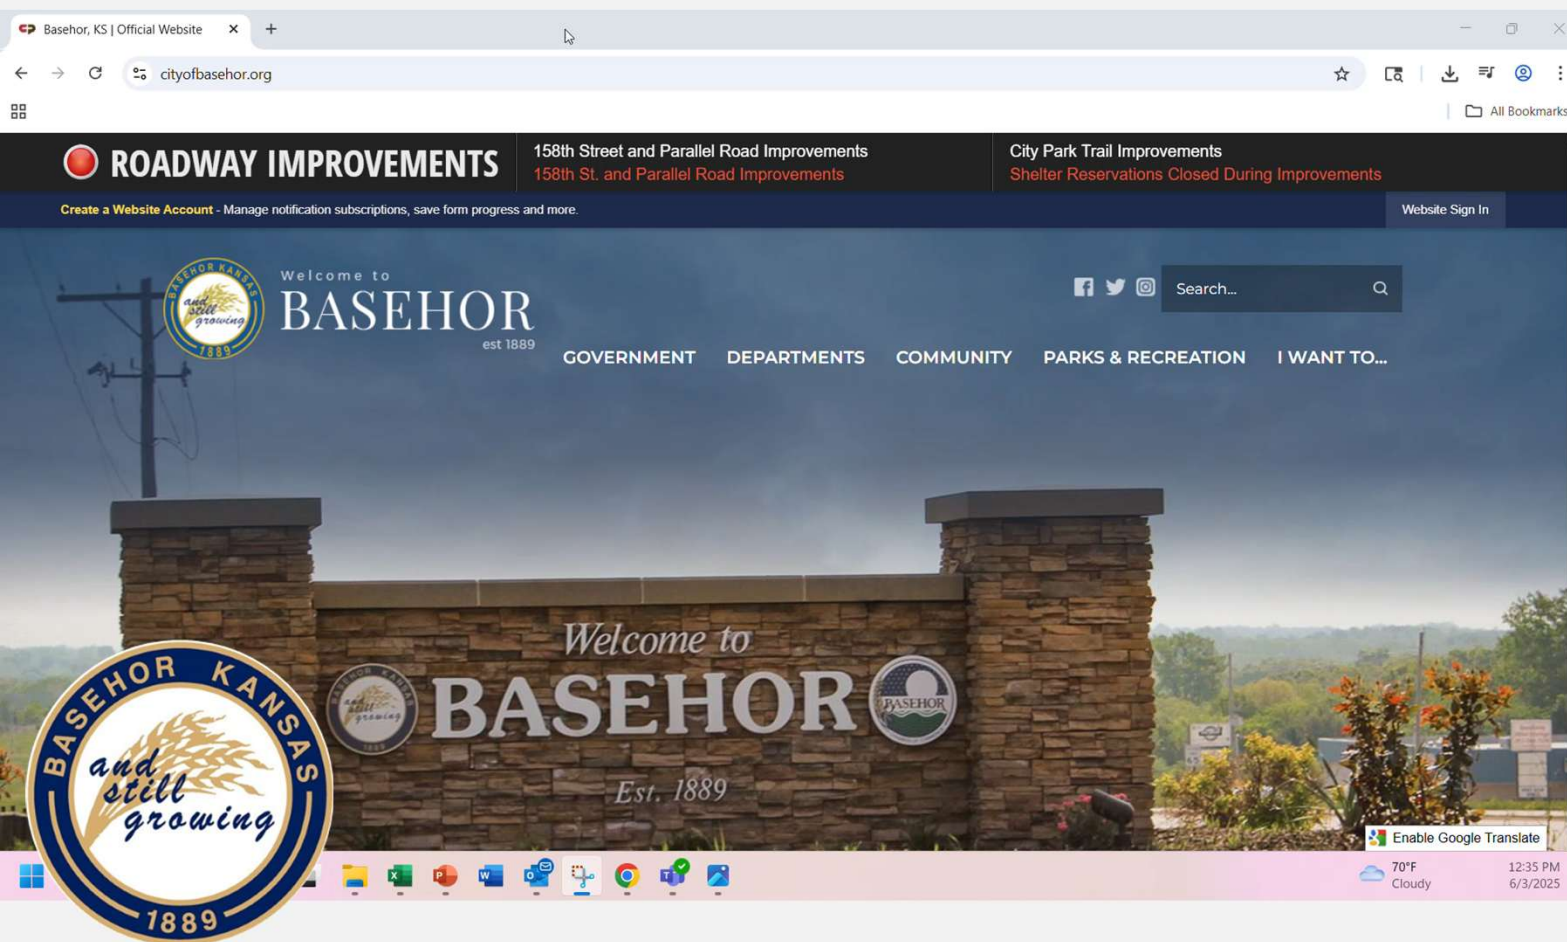 Basehor, KS | Official Website
cityofbasehor.org
All Bookmarks
ROADWAY IMPROVEMENTS
158th Street and Parallel Road Improvements
158th St. and Parallel Road Improvements
City Park Trail Improvements
Shelter Reservations Closed During Improvements
Create a Website Account - Manage notification subscriptions, save form progress and more.
Website Sign In
BASEHOR KANSAS
and
still
growing
1889
Welcome to
BASEHOR
est 1889
Search...
GOVERNMENT DEPARTMENTS COMMUNITY PARKS & RECREATION I WANT TO...
Welcome to
BASEHOR
Est. 1889
and
still
growing
1889
BASEHOR
BASEHOR KANSAS
and
still
growing
1889
Enable Google Translate
70°F
Cloudy
12:35 PM
6/3/2025